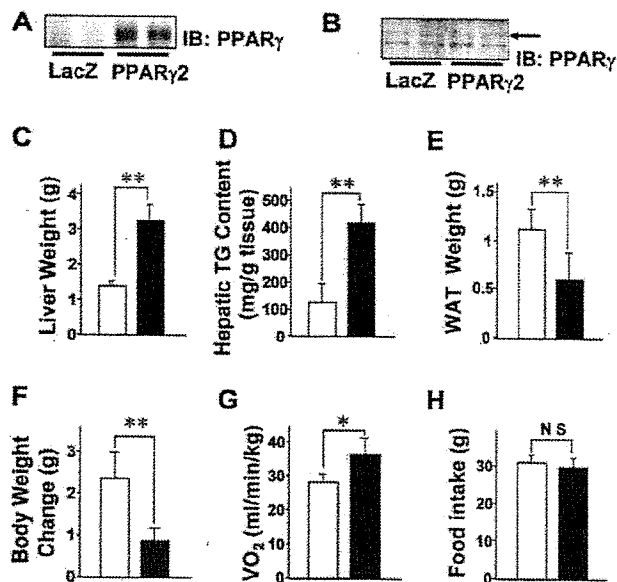 A
IB: PPARγ
LacZ PPARγ2
B
IB: PPARγ
LacZ PPARγ2
C
Liver Weight (g)
4
3
2
1
0
**
D
Hepatic TG Content
(mg/g tissue)
500
400
300
200
100
0
**
E
WAT Weight (g)
1.5
1
0.5
0
**
F
Body Weight
Change (g)
3
2
1
0
**
G
VO2 (ml/min/kg)
40
30
20
10
0
*
H
Food intake (g)
30
20
10
0
NS